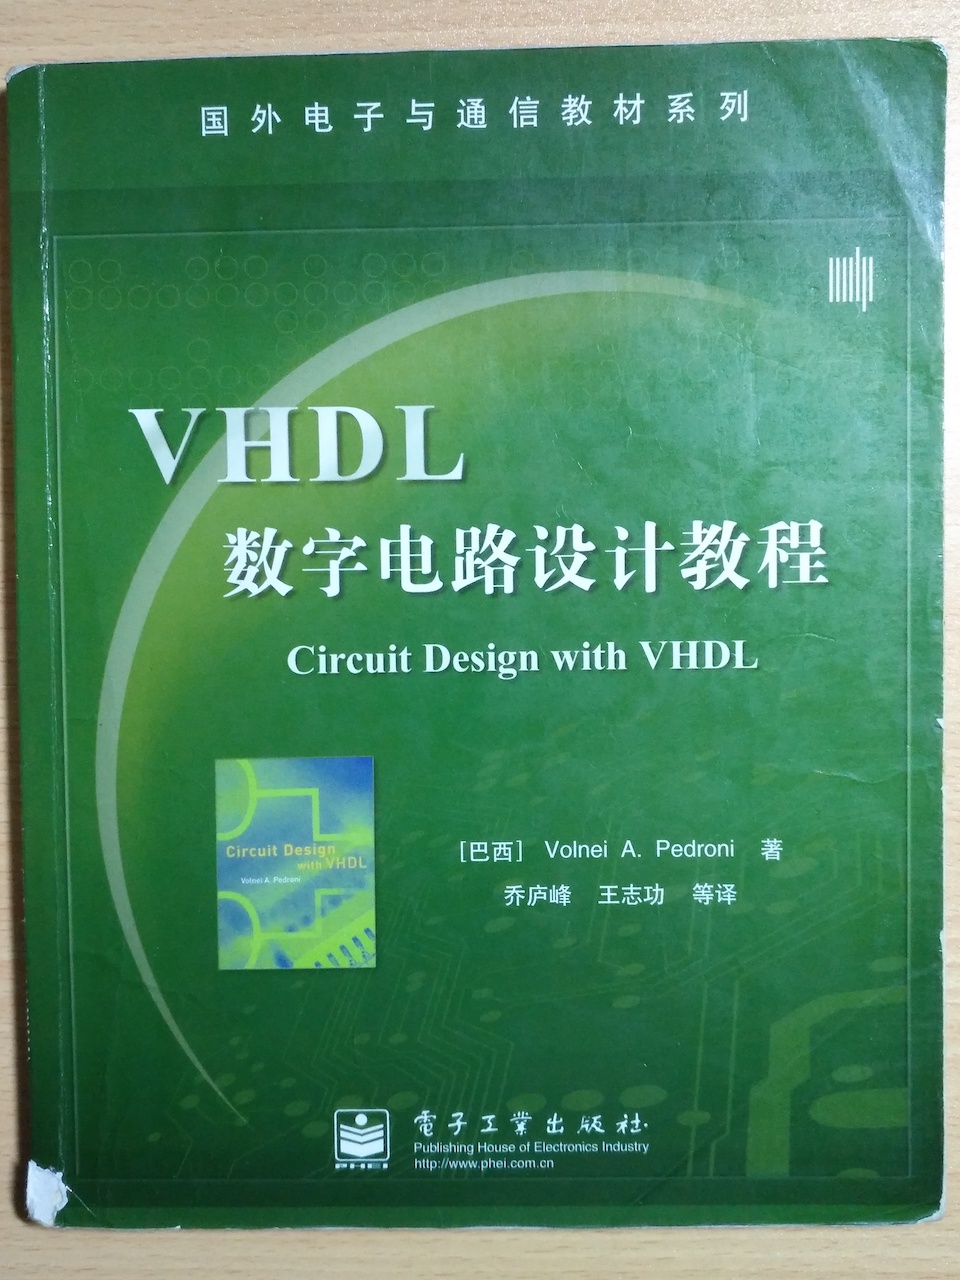 国外电子与通信教材系列
VHDL
数字电路设计教程
Circuit Design with VHDL
Circuit Design
with VHDL
Volnei A. Pedroni
[巴西] Volnei A. Pedroni 著
乔庐峰 王志功 等译
PHEI
電子工業出版社.
Publishing House of Electronics Industry
http://www.phei.com.cn